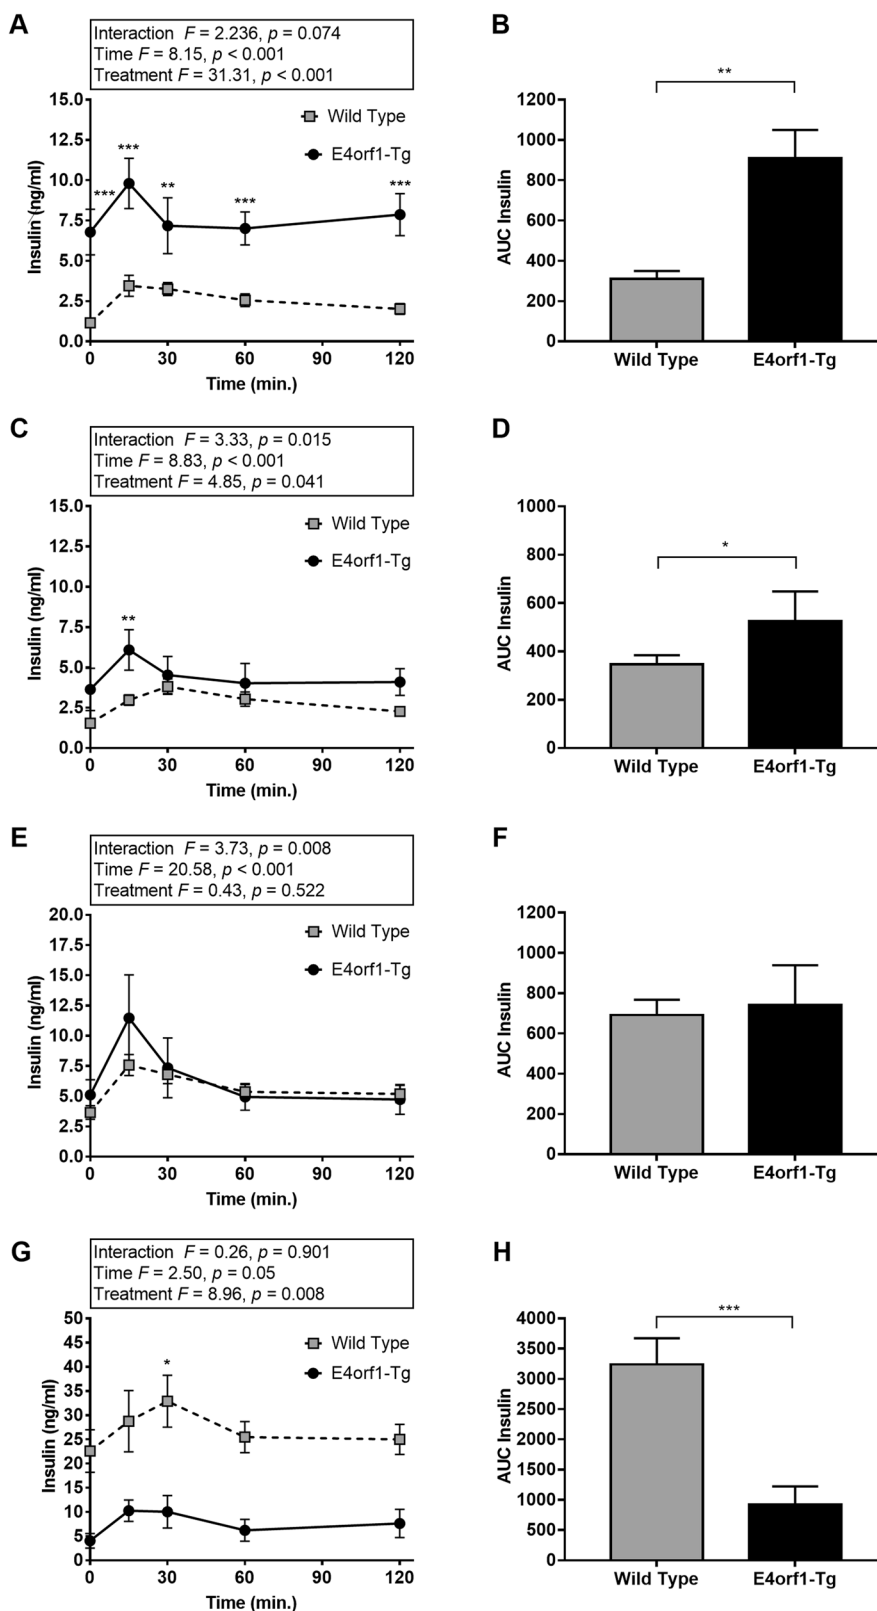 A
Interaction F = 2.236, p = 0.074
Time F = 8.15, p < 0.001
Treatment F = 31.31, p < 0.001
15.0
12.5
10.0
7.5
5.0
2.5
0.0
Insulin (ng/ml)
Wild Type
E4orf1-Tg
***
***
**
***
***
0
30
60
90
120
Time (min.)
B
**
1200
1000
800
600
400
200
0
AUC Insulin
Wild Type
E4orf1-Tg
C
Interaction F = 3.33, p = 0.015
Time F = 8.83, p < 0.001
Treatment F = 4.85, p = 0.041
15.0
12.5
10.0
7.5
5.0
2.5
0.0
Insulin (ng/ml)
Wild Type
E4orf1-Tg
**
0
30
60
90
120
Time (min.)
D
*
1000
800
600
400
200
0
AUC Insulin
Wild Type
E4orf1-Tg
E
Interaction F = 3.73, p = 0.008
Time F = 20.58, p < 0.001
Treatment F = 0.43, p = 0.522
20.0
17.5
15.0
12.5
10.0
7.5
5.0
2.5
0.0
Insulin (ng/ml)
Wild Type
E4orf1-Tg
0
30
60
90
120
Time (min.)
F
1200
1000
800
600
400
200
0
AUC Insulin
Wild Type
E4orf1-Tg
G
Interaction F = 0.26, p = 0.901
Time F = 2.50, p = 0.05
Treatment F = 8.96, p = 0.008
50
45
40
35
30
25
20
15
10
5
0
Insulin (ng/ml)
Wild Type
E4orf1-Tg
*
0
30
60
90
120
Time (min.)
H
***
4000
3500
3000
2500
2000
1500
1000
500
0
AUC Insulin
Wild Type
E4orf1-Tg